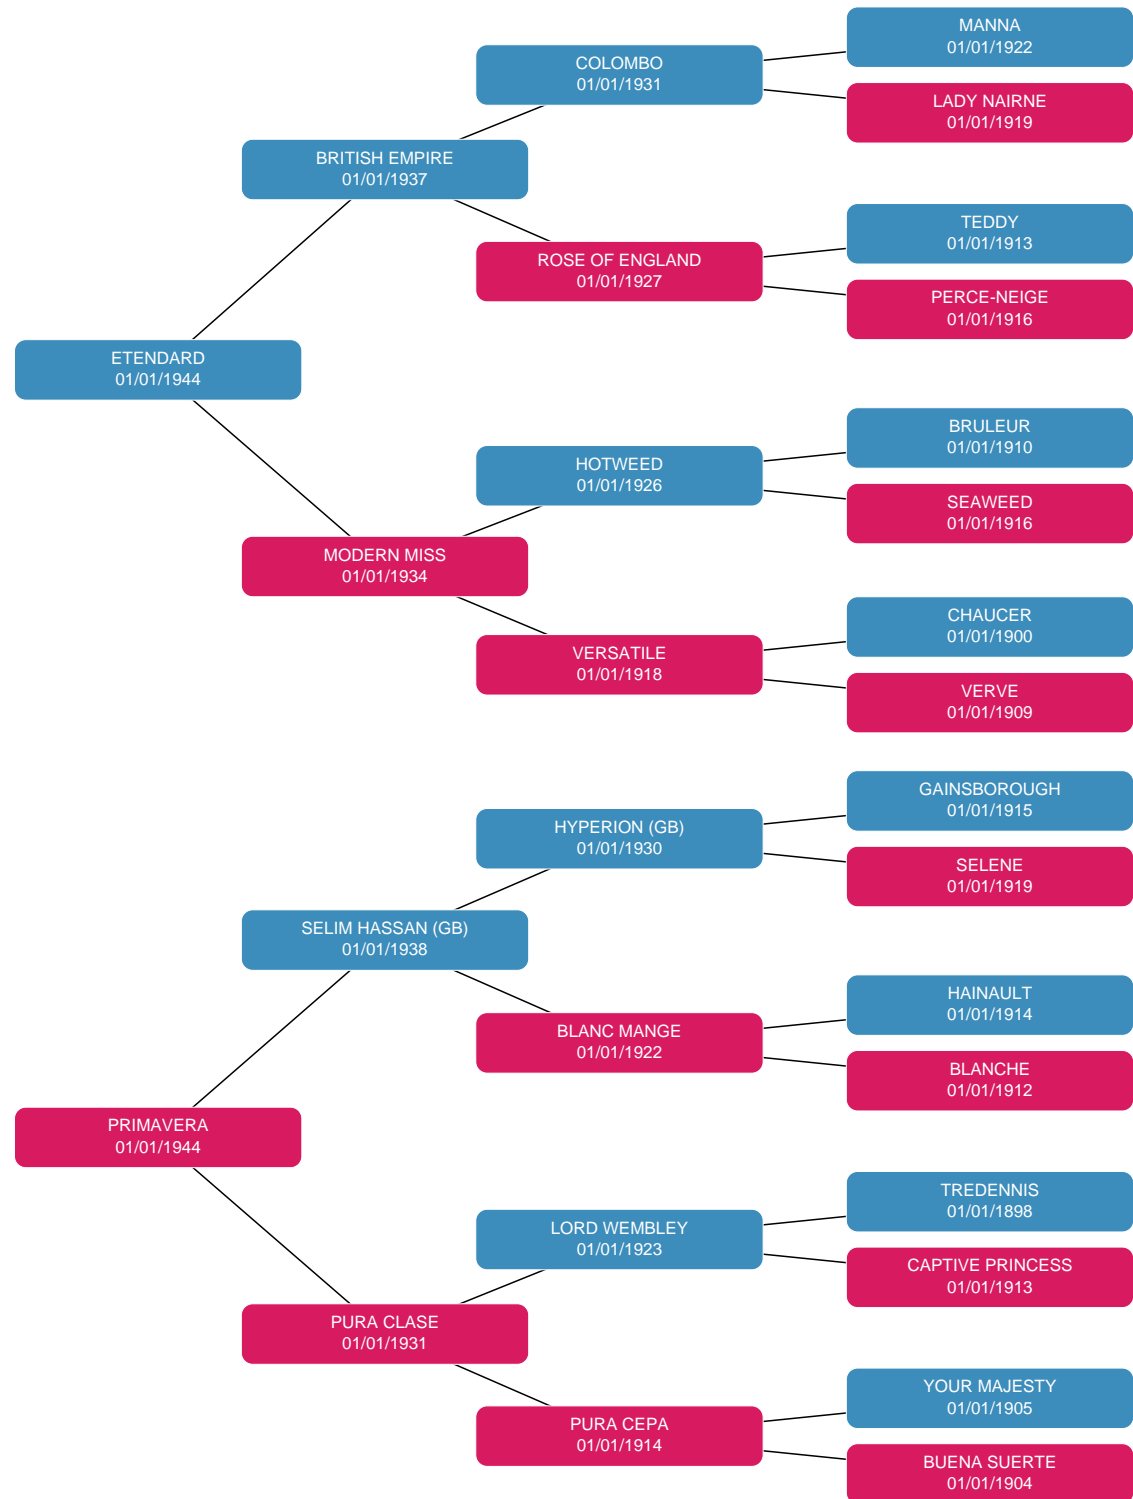 MANNA
01/01/1922
COLOMBO
01/01/1931
LADY NAIRNE
01/01/1919
BRITISH EMPIRE
01/01/1937
TEDDY
01/01/1913
ROSE OF ENGLAND
01/01/1927
PERCE-NEIGE
01/01/1916
ETENDARD
01/01/1944
BRULEUR
01/01/1910
HOTWEED
01/01/1926
SEAWEED
01/01/1916
MODERN MISS
01/01/1934
CHAUCER
01/01/1900
VERSATILE
01/01/1918
VERVE
01/01/1909
GAINSBOROUGH
01/01/1915
HYPERION (GB)
01/01/1930
SELENE
01/01/1919
SELIM HASSAN (GB)
01/01/1938
HAINAULT
01/01/1914
BLANC MANGE
01/01/1922
BLANCHE
01/01/1912
PRIMAVERA
01/01/1944
TREDENNIS
01/01/1898
LORD WEMBLEY
01/01/1923
CAPTIVE PRINCESS
01/01/1913
PURA CLASE
01/01/1931
YOUR MAJESTY
01/01/1905
PURA CEPA
01/01/1914
BUENA SUERTE
01/01/1904